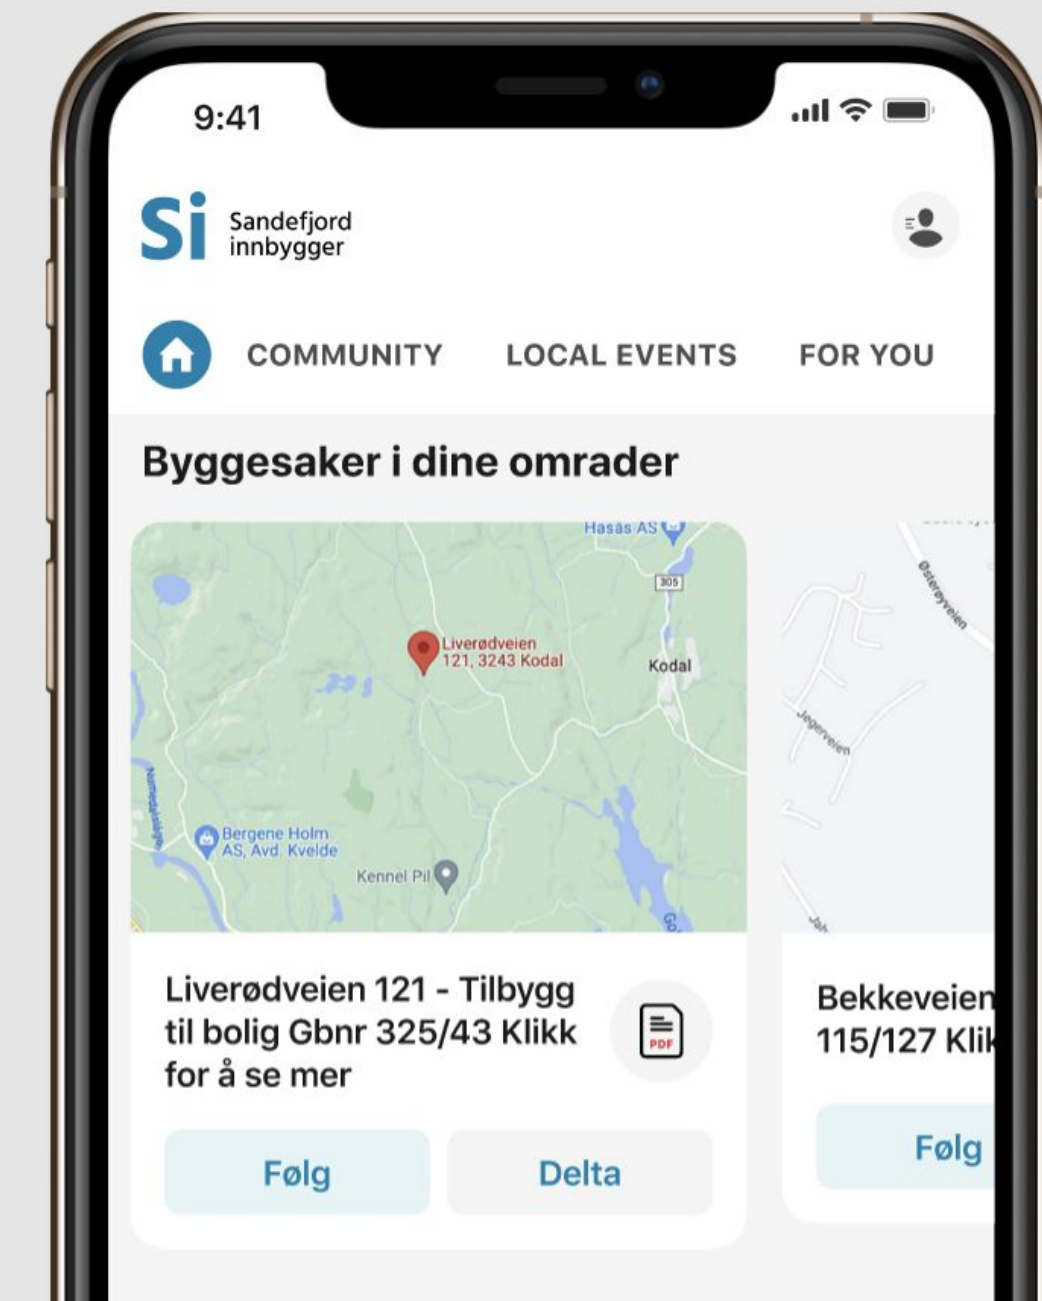 9:41
Si
Sandefjord
innbygger
COMMUNITY
LOCAL EVENTS
FOR YOU
Byggesaker i dine omrader
Hasås AS
305
Liverødveien
121, 3243 Kodal
Kodal
Bergene Holm
AS, Avd. Kvelde
Kennel Pil
Østerøyveien
Jegerveien
Liverødveien 121 - Tilbygg
til bolig Gbnr 325/43 Klikk
for å se mer
PDF
Følg
Delta
Bekkeveien
115/127 Klik
Følg